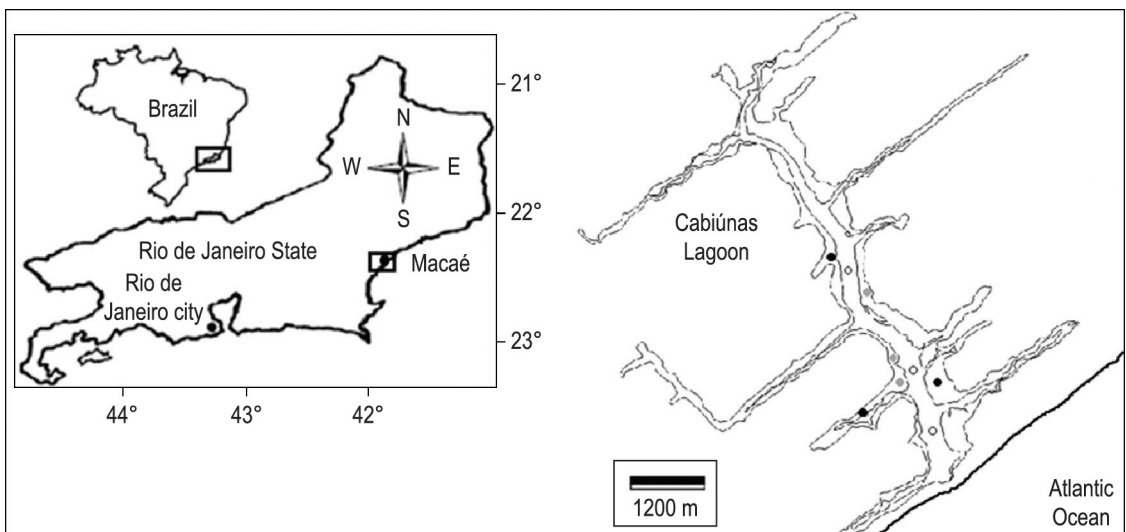 Brazil
N
W
E
S
21°
22°
23°
Rio de Janeiro State
Macaé
Rio de
Janeiro city
44°
43°
42°
Cabiúnas
Lagoon
1200 m
Atlantic
Ocean